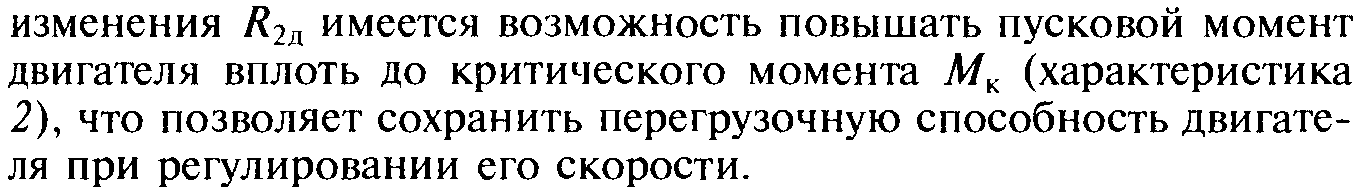 изменения R₂д имеется возможность повышать пусковой момент
двигателя вплоть до критического момента Mк (характеристика
2), что позволяет сохранить перегрузочную способность двигате-
ля при регулировании его скорости.